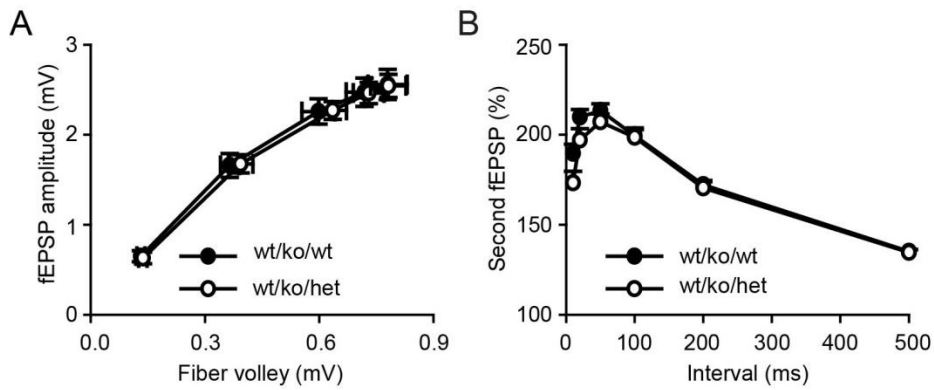 A
fEPSP amplitude (mV)
3
2
1
0
wt/ko/wt
wt/ko/het
0.0 0.3 0.6 0.9
Fiber volley (mV)
B
Second fEPSP (%)
250
200
150
100
wt/ko/wt
wt/ko/het
0 100 200 300 400 500
Interval (ms)